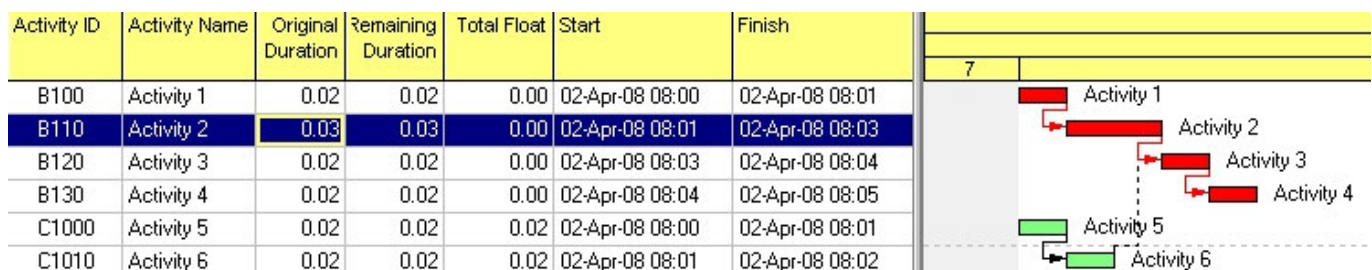 Activity ID Activity Name Original Duration Remaining Duration Total Float Start Finish
7
B100 Activity 1 0.02 0.02 0.00 02-Apr-08 08:00 02-Apr-08 08:01 Activity 1
B110 Activity 2 0.03 0.03 0.00 02-Apr-08 08:01 02-Apr-08 08:03 Activity 2
B120 Activity 3 0.02 0.02 0.00 02-Apr-08 08:03 02-Apr-08 08:04 Activity 3
B130 Activity 4 0.02 0.02 0.00 02-Apr-08 08:04 02-Apr-08 08:05 Activity 4
C1000 Activity 5 0.02 0.02 0.02 02-Apr-08 08:00 02-Apr-08 08:01 Activity 5
C1010 Activity 6 0.02 0.02 0.02 02-Apr-08 08:01 02-Apr-08 08:02 Activity 6